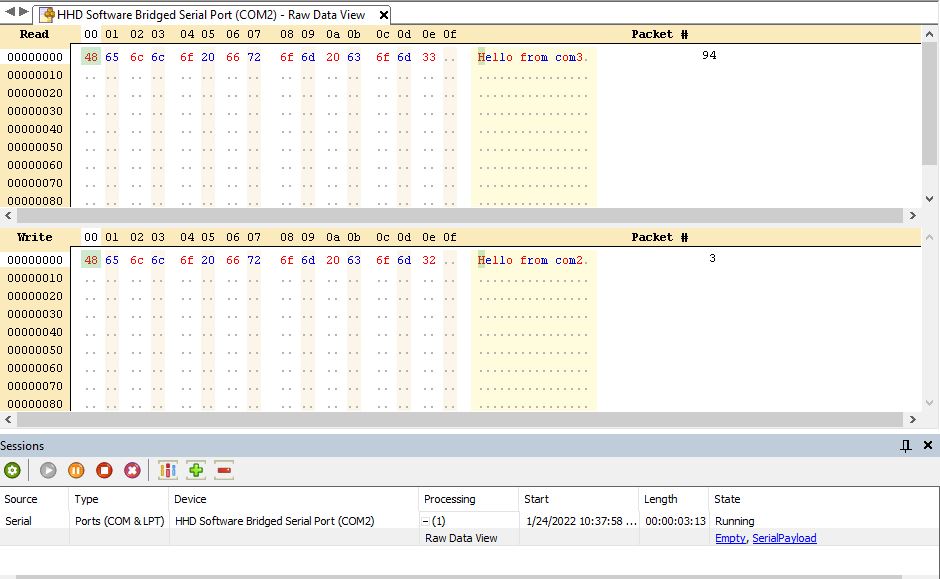 HHD Software Bridged Serial Port (COM2) - Raw Data View
Read 00 01 02 03 04 05 06 07 08 09 0a 0b 0c 0d 0e 0f Packet #
00000000 48 65 6c 6c 6f 20 66 72 6f 6d 20 63 6f 6d 33 .. Hello from com3. 94
00000010 .. .. .. .. .. .. .. .. .. .. .. .. .. .. .. .. ................
00000020 .. .. .. .. .. .. .. .. .. .. .. .. .. .. .. .. ................
00000030 .. .. .. .. .. .. .. .. .. .. .. .. .. .. .. .. ................
00000040 .. .. .. .. .. .. .. .. .. .. .. .. .. .. .. .. ................
00000050 .. .. .. .. .. .. .. .. .. .. .. .. .. .. .. .. ................
00000060 .. .. .. .. .. .. .. .. .. .. .. .. .. .. .. .. ................
00000070 .. .. .. .. .. .. .. .. .. .. .. .. .. .. .. .. ................
00000080 .. .. .. .. .. .. .. .. .. .. .. .. .. .. .. .. ................
Write 00 01 02 03 04 05 06 07 08 09 0a 0b 0c 0d 0e 0f Packet #
00000000 48 65 6c 6c 6f 20 66 72 6f 6d 20 63 6f 6d 32 .. Hello from com2. 3
00000010 .. .. .. .. .. .. .. .. .. .. .. .. .. .. .. .. ................
00000020 .. .. .. .. .. .. .. .. .. .. .. .. .. .. .. .. ................
00000030 .. .. .. .. .. .. .. .. .. .. .. .. .. .. .. .. ................
00000040 .. .. .. .. .. .. .. .. .. .. .. .. .. .. .. .. ................
00000050 .. .. .. .. .. .. .. .. .. .. .. .. .. .. .. .. ................
00000060 .. .. .. .. .. .. .. .. .. .. .. .. .. .. .. .. ................
00000070 .. .. .. .. .. .. .. .. .. .. .. .. .. .. .. .. ................
00000080 .. .. .. .. .. .. .. .. .. .. .. .. .. .. .. .. ................
Sessions
Source Type Device Processing Start Length State
Serial Ports (COM & LPT) HHD Software Bridged Serial Port (COM2) (1) 1/24/2022 10:37:58 ... 00:00:03:13 Running
Raw Data View Empty, SerialPayload